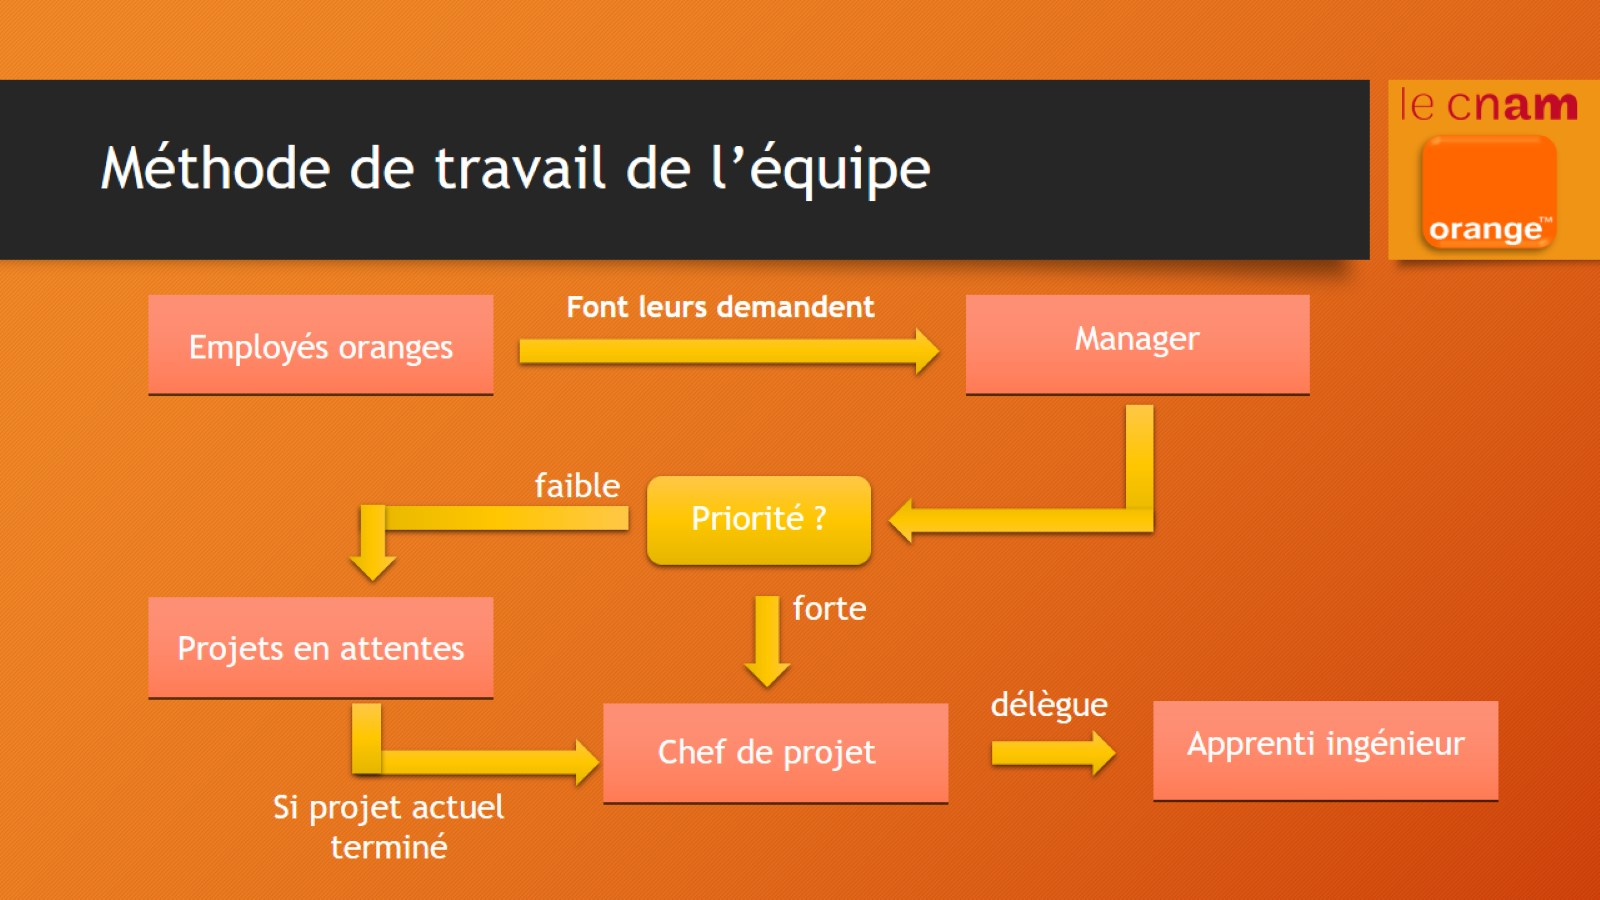 le cnam
Méthode de travail de l’équipe
orange™
Font leurs demandent
Employés oranges
Manager
faible
Priorité ?
forte
Projets en attentes
délègue
Chef de projet
Apprenti ingénieur
Si projet actuel
terminé